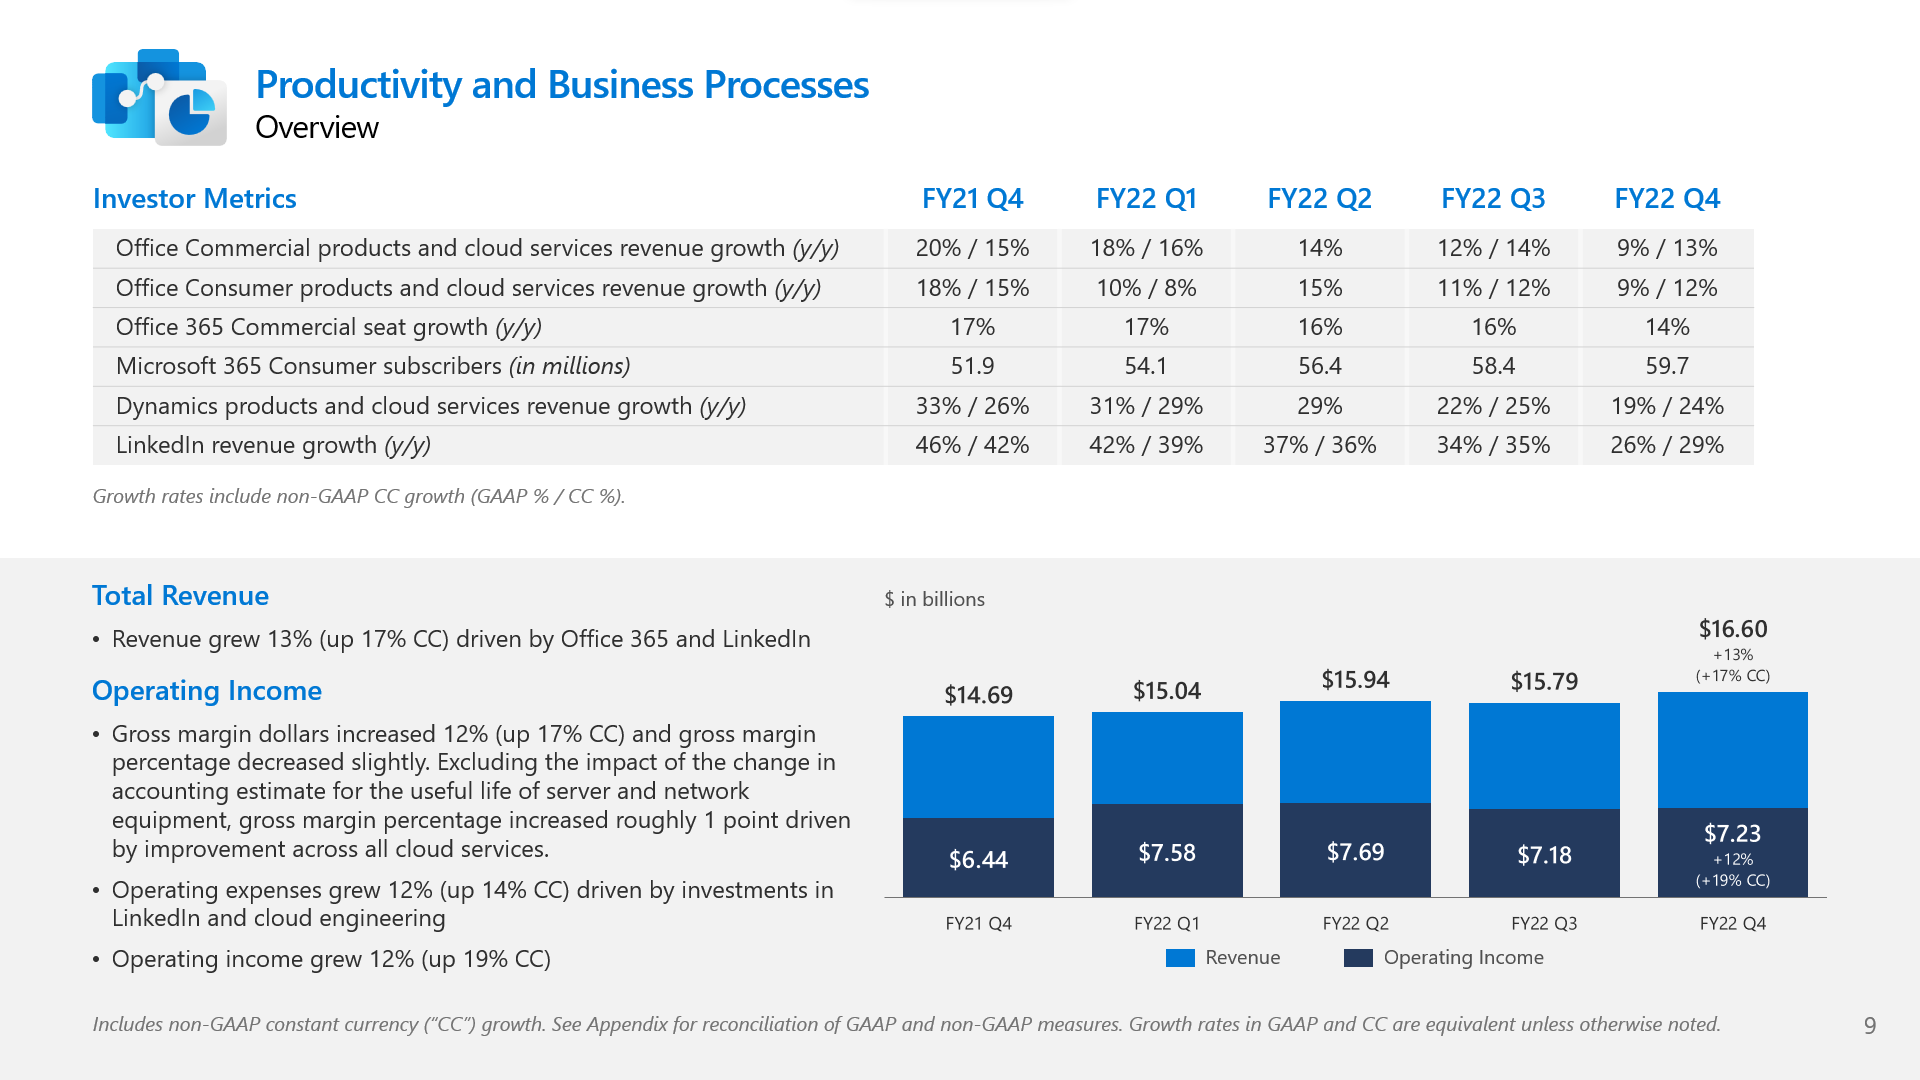 Productivity and Business Processes
Overview
Investor Metrics FY21 Q4 FY22 Q1 FY22 Q2 FY22 Q3 FY22 Q4
Office Commercial products and cloud services revenue growth (y/y) 20% / 15% 18% / 16% 14% 12% / 14% 9% / 13%
Office Consumer products and cloud services revenue growth (y/y) 18% / 15% 10% / 8% 15% 11% / 12% 9% / 12%
Office 365 Commercial seat growth (y/y) 17% 17% 16% 16% 14%
Microsoft 365 Consumer subscribers (in millions) 51.9 54.1 56.4 58.4 59.7
Dynamics products and cloud services revenue growth (y/y) 33% / 26% 31% / 29% 29% 22% / 25% 19% / 24%
LinkedIn revenue growth (y/y) 46% / 42% 42% / 39% 37% / 36% 34% / 35% 26% / 29%
Growth rates include non-GAAP CC growth (GAAP % / CC %).
Total Revenue
• Revenue grew 13% (up 17% CC) driven by Office 365 and LinkedIn
Operating Income
• Gross margin dollars increased 12% (up 17% CC) and gross margin
percentage decreased slightly. Excluding the impact of the change in
accounting estimate for the useful life of server and network
equipment, gross margin percentage increased roughly 1 point driven
by improvement across all cloud services.
• Operating expenses grew 12% (up 14% CC) driven by investments in
LinkedIn and cloud engineering
• Operating income grew 12% (up 19% CC)
$ in billions
$14.69 $15.04 $15.94 $15.79 $16.60
+13%
(+17% CC)
$6.44 $7.58 $7.69 $7.18 $7.23
+12%
(+19% CC)
FY21 Q4 FY22 Q1 FY22 Q2 FY22 Q3 FY22 Q4
Revenue Operating Income
Includes non-GAAP constant currency (“CC”) growth. See Appendix for reconciliation of GAAP and non-GAAP measures. Growth rates in GAAP and CC are equivalent unless otherwise noted.
9